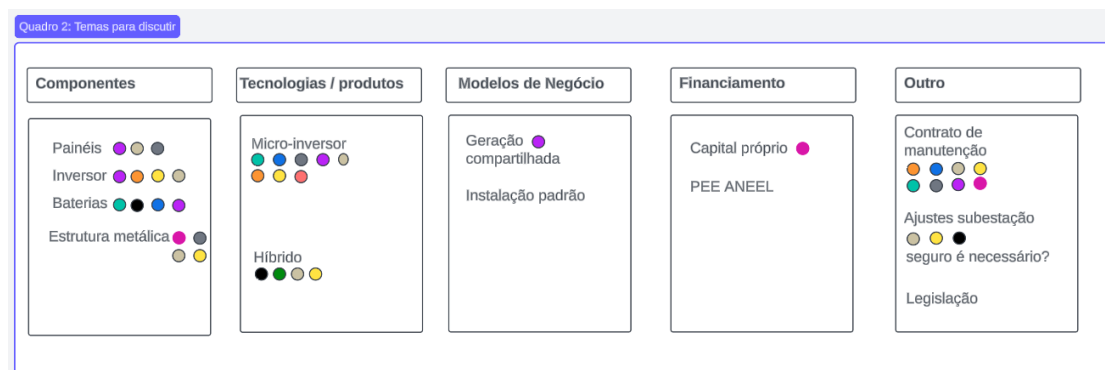 Quadro 2: Temas para discutir
Componentes
Painéis
Inversor
Baterias
Estrutura metálica
Tecnologias / produtos
Micro-inversor
Híbrido
Modelos de Negócio
Geração
compartilhada
Instalação padrão
Financiamento
Capital próprio
PEE ANEEL
Outro
Contrato de
manutenção
Ajustes subestação
seguro é necessário?
Legislação